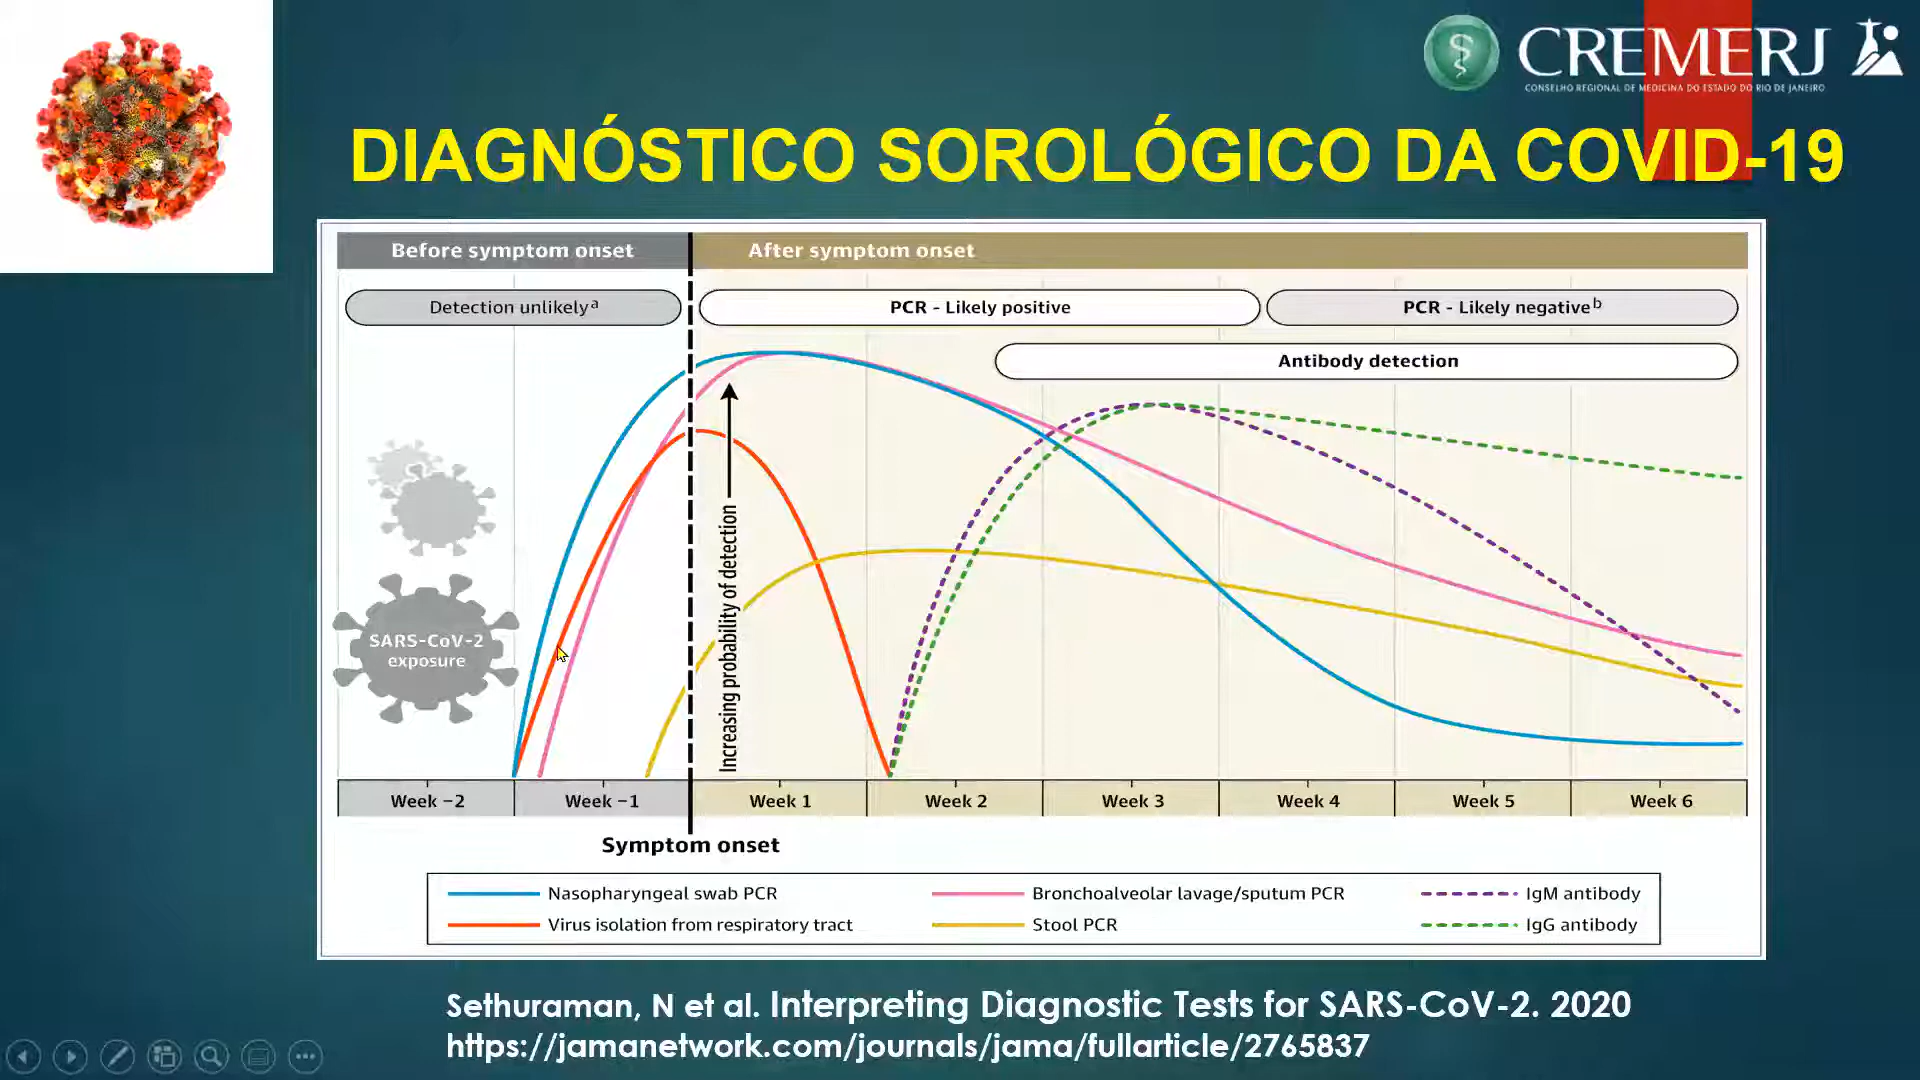 CREMERJ
CONSELHO REGIONAL DE MEDICINA DO ESTADO DO RIO DE JANEIRO
DIAGNÓSTICO SOROLÓGICO DA COVID-19
Before symptom onset
After symptom onset
Detection unlikely a
PCR - Likely positive
PCR - Likely negative b
Antibody detection
SARS-CoV-2
exposure
Increasing probability of detection
Week −2
Week −1
Week 1
Week 2
Week 3
Week 4
Week 5
Week 6
Symptom onset
Nasopharyngeal swab PCR
Bronchoalveolar lavage/sputum PCR
IgM antibody
Virus isolation from respiratory tract
Stool PCR
IgG antibody
Sethuraman, N et al. Interpreting Diagnostic Tests for SARS-CoV-2. 2020
https://jamanetwork.com/journals/jama/fullarticle/2765837